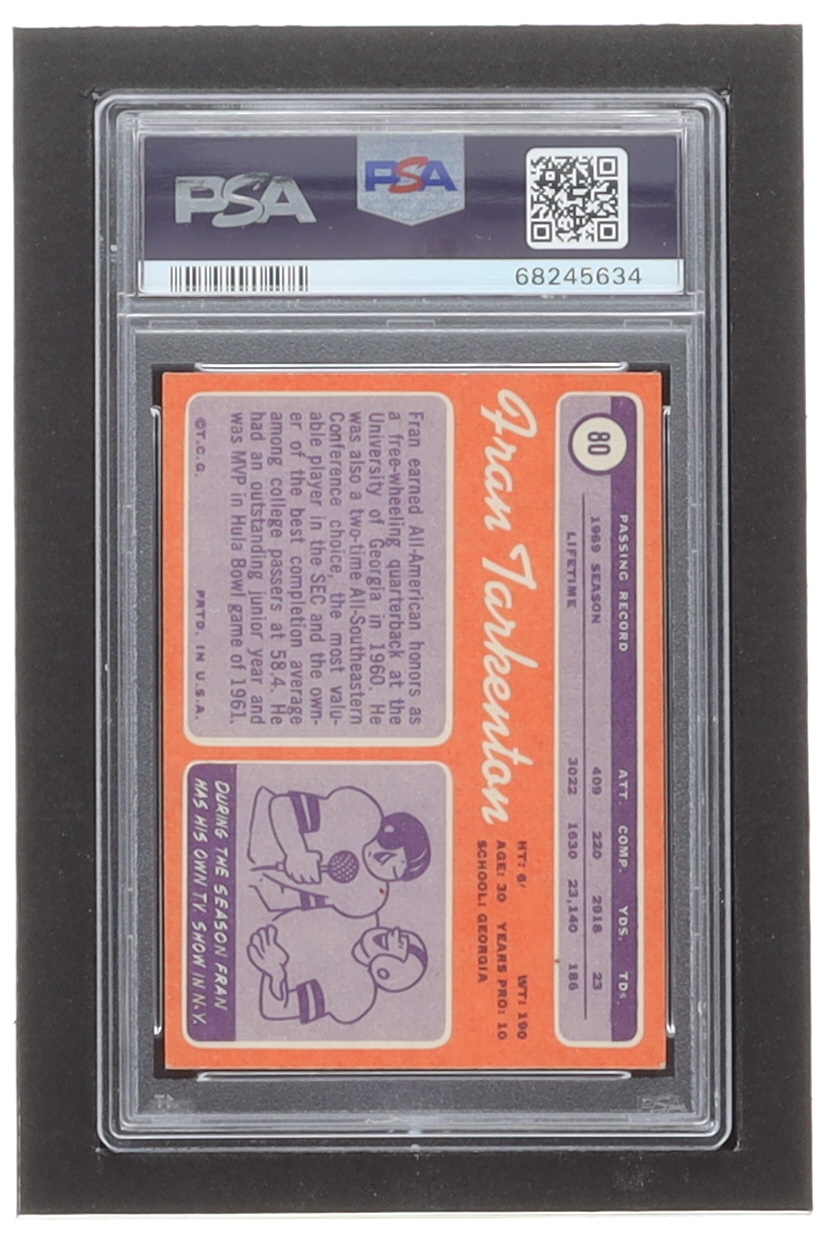 PSA
PSA
68245634
80
PASSING RECORD ATT. COMP. YDS. TDs.
1969 SEASON 409 220 2918 23
LIFETIME 3022 1630 23,140 186
Fran Tarkenton
HT: 6' WT: 190
AGE: 30 YEARS PRO: 10
SCHOOL: GEORGIA
Fran earned All-American honors as
a free-wheeling quarterback at the
University of Georgia in 1960. He
was also a two-time All-Southeastern
Conference choice, the most valu-
able player in the SEC and the own-
er of the best completion average
among college passers at 58.4. He
had an outstanding junior year and
was MVP in Hula Bowl game of 1961.
©T.C.G. PRTD. IN U.S.A.
DURING THE SEASON FRAN
HAS HIS OWN T.V. SHOW IN N.Y.
PSA